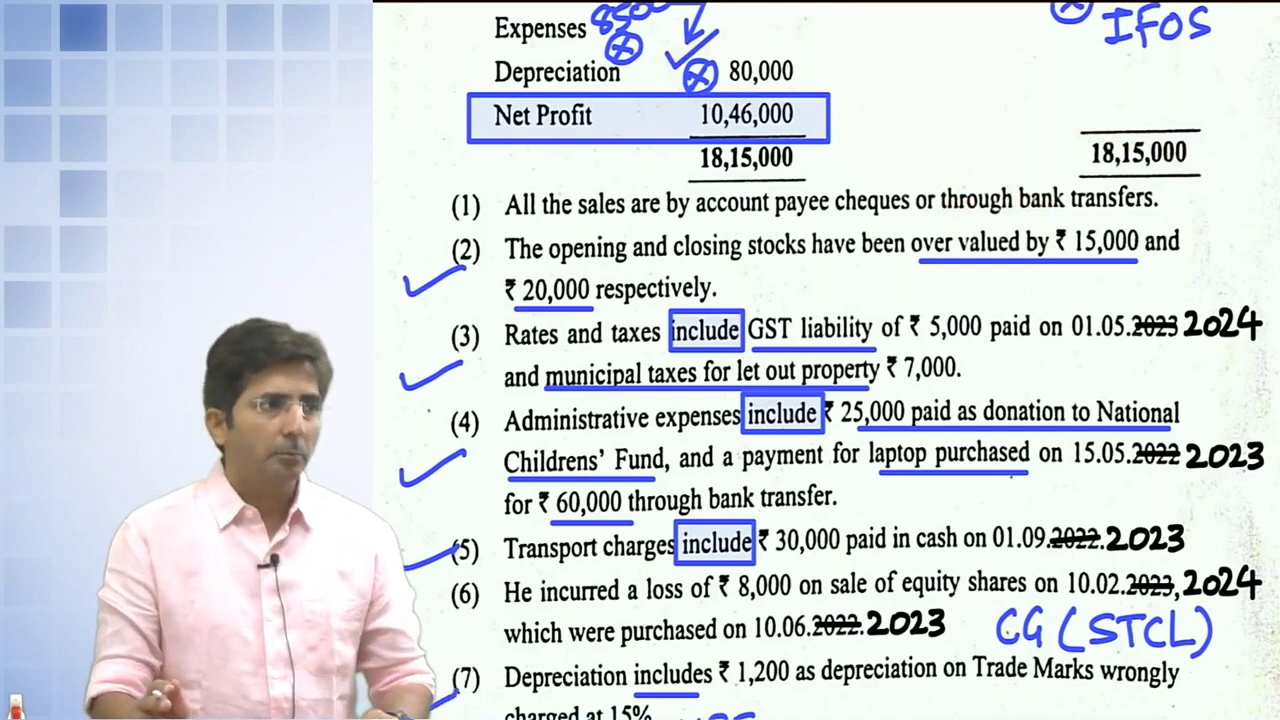 Expenses 8500
IFOS
Depreciation 80,000
Net Profit 10,46,000
18,15,000 18,15,000
(1) All the sales are by account payee cheques or through bank transfers.
(2) The opening and closing stocks have been over valued by ₹ 15,000 and
₹ 20,000 respectively.
(3) Rates and taxes include GST liability of ₹ 5,000 paid on 01.05.2023 2024
and municipal taxes for let out property ₹ 7,000.
(4) Administrative expenses include ₹ 25,000 paid as donation to National
Childrens' Fund, and a payment for laptop purchased on 15.05.2022 2023
for ₹ 60,000 through bank transfer.
(5) Transport charges include ₹ 30,000 paid in cash on 01.09.2022. 2023
(6) He incurred a loss of ₹ 8,000 on sale of equity shares on 10.02.2023, 2024
which were purchased on 10.06.2022. 2023 CG (STCL)
(7) Depreciation includes ₹ 1,200 as depreciation on Trade Marks wrongly
charged at 15%